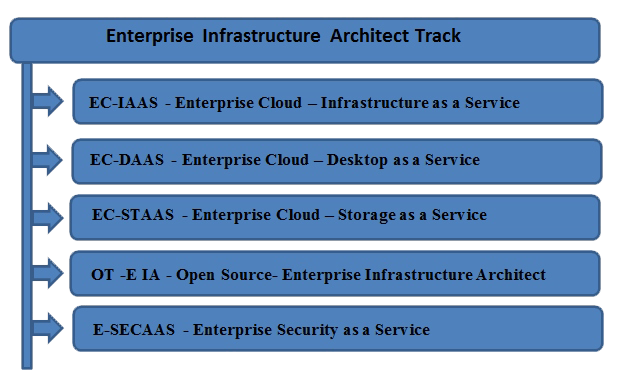 Enterprise Infrastructure Architect Track
EC-IAAS - Enterprise Cloud – Infrastructure as a Service
EC-DAAS - Enterprise Cloud – Desktop as a Service
EC-STAAS - Enterprise Cloud – Storage as a Service
OT -E IA - Open Source- Enterprise Infrastructure Architect
E-SECAAS - Enterprise Security as a Service